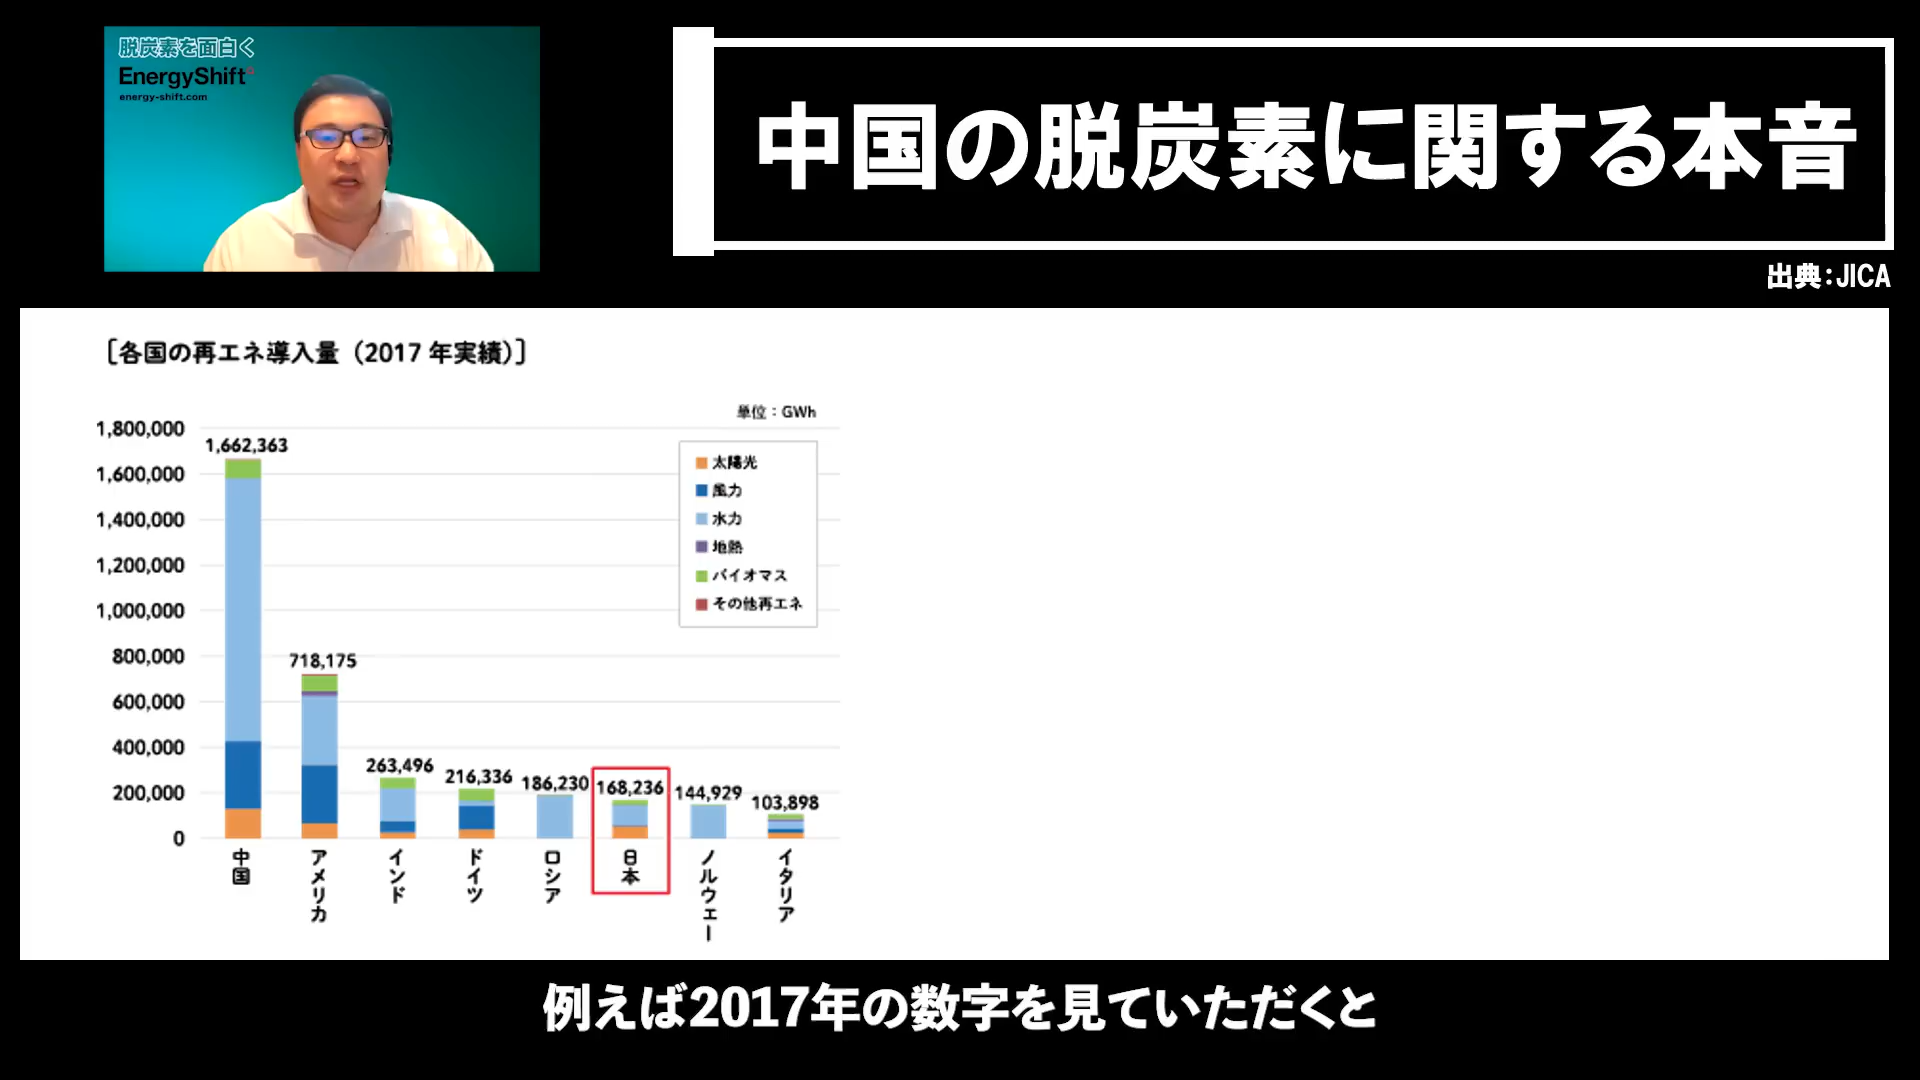 脱炭素を面白く
EnergyShift
energy-shift.com
中国の脱炭素に関する本音
出典：JICA
［各国の再エネ導入量（2017 年実績）］
単位：GWh
1,800,000
1,600,000
1,400,000
1,200,000
1,000,000
800,000
600,000
400,000
200,000
0
1,662,363
718,175
263,496
216,336
186,230
168,236
144,929
103,898
太陽光
風力
水力
地熱
バイオマス
その他再エネ
中国
アメリカ
インド
ドイツ
ロシア
日本
ノルウェー
イタリア
例えば2017年の数字を見ていただくと